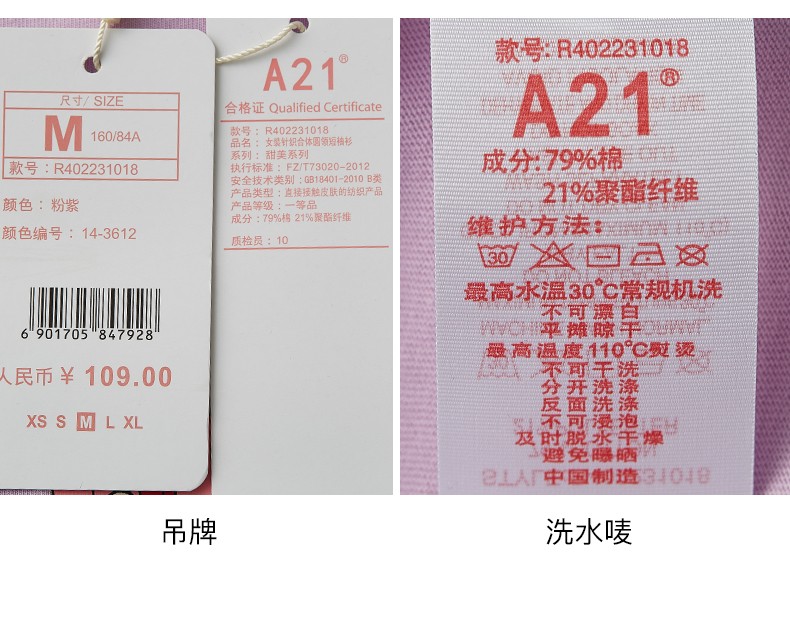 尺寸/ SIZE
M 160/84A
款号：R402231018
颜色：粉紫
颜色编号：14-3612
6 901705 847928
人民币 ¥ 109.00
XS S M L XL
A21®
合格证 Qualified Certificate
款号：R402231018
品名：女装针织合体圆领短袖衫
系列：甜美系列
执行标准：FZ/T73020-2012
安全技术类别：GB18401-2010 B类
产品类型：直接接触皮肤的纺织产品
产品等级：一等品
成分：79%棉 21%聚酯纤维
质检员：10
款号: R402231018
A21®
成分: 79%棉
21%聚酯纤维
维护方法:
30
最高水温30°C常规机洗
不可漂白
平摊晾干
最高温度110°C熨烫
不可干洗
分开洗涤
反面洗涤
不可浸泡
及时脱水干燥
避免曝晒
中国制造
吊牌
洗水唛